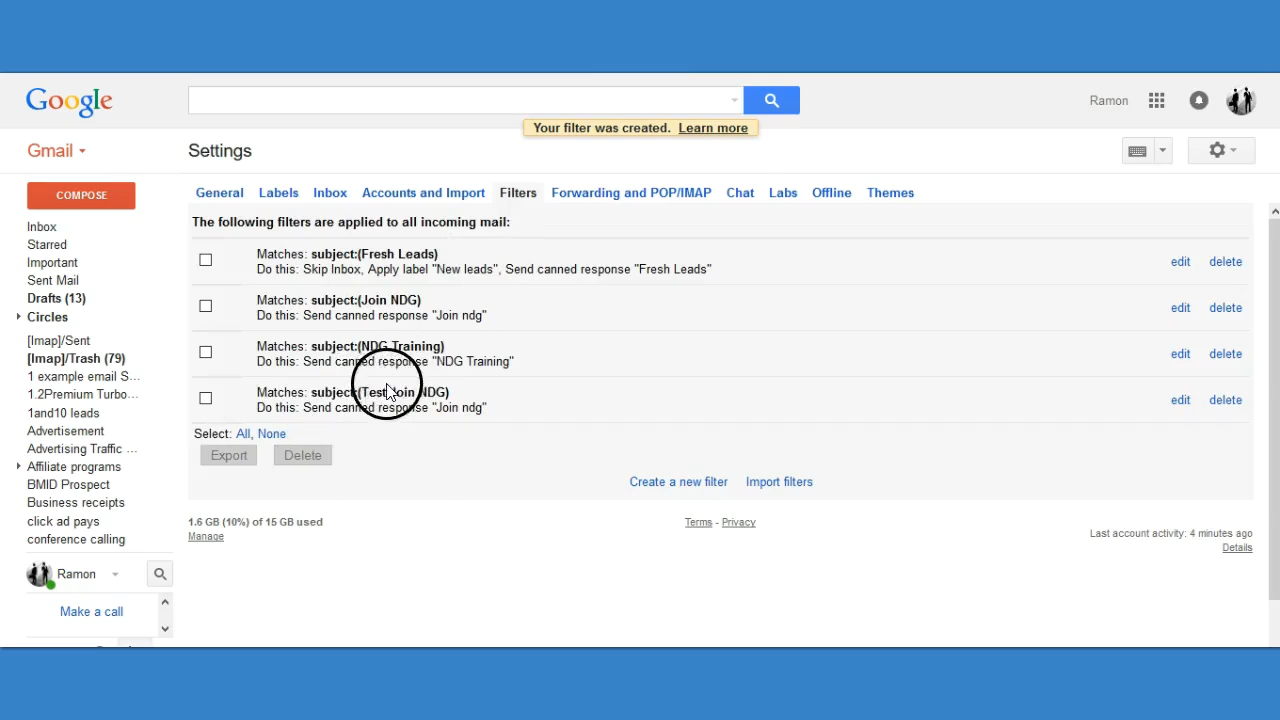 Google
Ramon
Your filter was created. Learn more
Gmail
Settings
COMPOSE
General Labels Inbox Accounts and Import Filters Forwarding and POP/IMAP Chat Labs Offline Themes
The following filters are applied to all incoming mail:
Matches: subject:(Fresh Leads)
Do this: Skip Inbox, Apply label "New leads", Send canned response "Fresh Leads"
edit delete
Matches: subject:(Join NDG)
Do this: Send canned response "Join ndg"
edit delete
Matches: subject:(NDG Training)
Do this: Send canned response "NDG Training"
edit delete
Matches: subject:(Test Join NDG)
Do this: Send canned response "Join ndg"
edit delete
Select: All, None
Export Delete
Create a new filter Import filters
1.6 GB (10%) of 15 GB used
Manage
Terms - Privacy
Last account activity: 4 minutes ago
Details
Inbox
Starred
Important
Sent Mail
Drafts (13)
Circles
[Imap]/Sent
[Imap]/Trash (79)
1 example email S...
1.2Premium Turbo...
1and10 leads
Advertisement
Advertising Traffic ...
Affiliate programs
BMID Prospect
Business receipts
click ad pays
conference calling
Ramon
Make a call